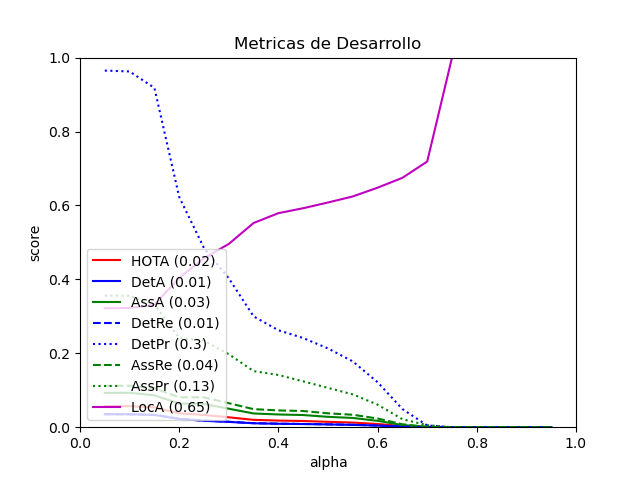 Metricas de Desarrollo
1.0
0.8
0.6
0.4
0.2
0.0
score
HOTA (0.02)
DetA (0.01)
AssA (0.03)
DetRe (0.01)
DetPr (0.3)
AssRe (0.04)
AssPr (0.13)
LocA (0.65)
0.0 0.2 0.4 0.6 0.8 1.0
alpha